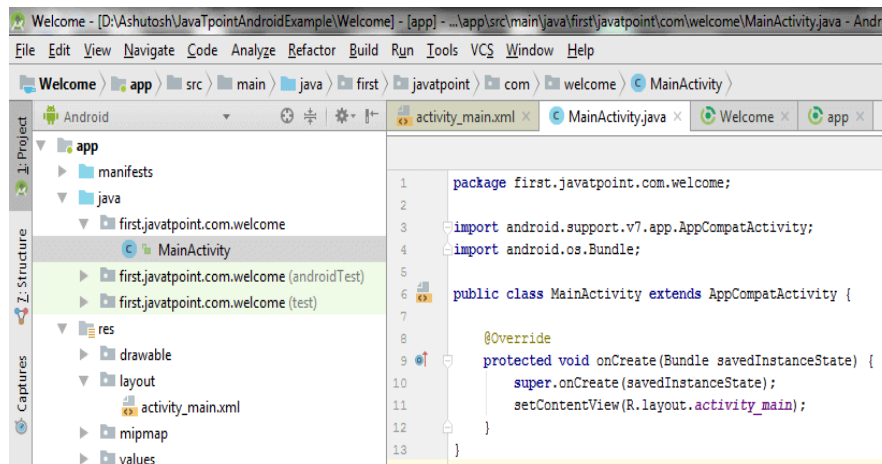 Welcome - [D:\Ashutosh\JavaTpointAndroidExample\Welcome] - [app] - ...\app\src\main\java\first\javatpoint\com\welcome\MainActivity.java - Andr
File Edit View Navigate Code Analyze Refactor Build Run Tools VCS Window Help
Welcome app src main java first javatpoint com welcome MainActivity
Android
activity_main.xml MainActivity.java Welcome app
1: Project
7: Structure
Captures
app
manifests
java
first.javatpoint.com.welcome
MainActivity
first.javatpoint.com.welcome (androidTest)
first.javatpoint.com.welcome (test)
res
drawable
layout
activity_main.xml
mipmap
values
1 package first.javatpoint.com.welcome;
2
3 import android.support.v7.app.AppCompatActivity;
4 import android.os.Bundle;
5
6 public class MainActivity extends AppCompatActivity {
7
8 @Override
9 protected void onCreate(Bundle savedInstanceState) {
10 super.onCreate(savedInstanceState);
11 setContentView(R.layout.activity_main);
12 }
13 }